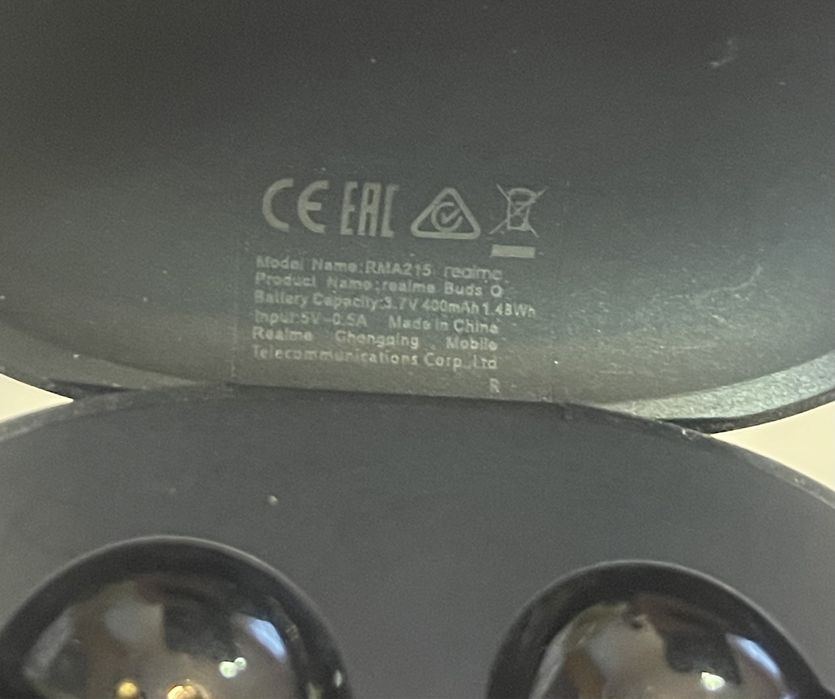 CE EAC
Model Name:RMA215 realme
Product Name:realme Buds Q
Battery Capacity:3.7V 400mAh 1.48Wh
Input:5V⎓0.5A Made in China
Realme Chongqing Mobile
Telecommunications Corp.,Ltd
R